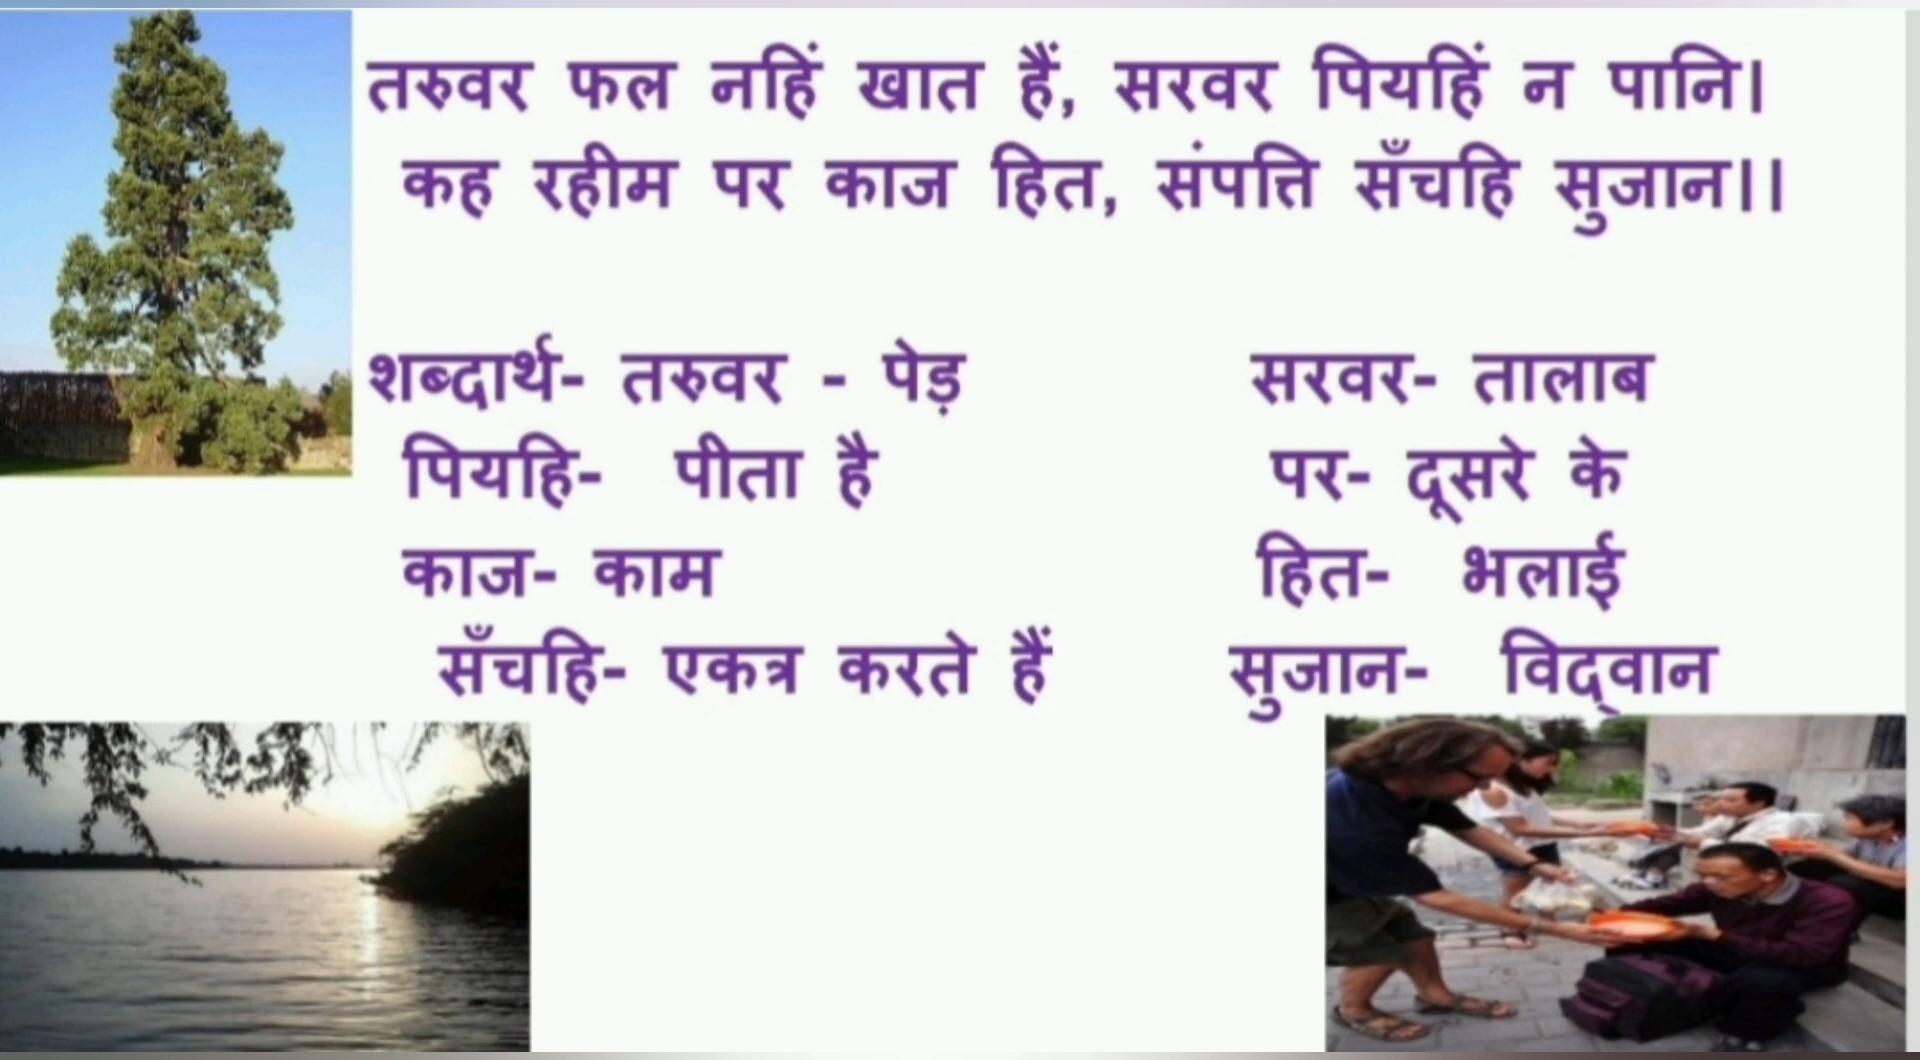 तरुवर फल नहिं खात हैं, सरवर पियहिं न पानि।
कह रहीम पर काज हित, संपत्ति सँचहि सुजान।।
शब्दार्थ- तरुवर - पेड़ सरवर- तालाब
पियहि- पीता है पर- दूसरे के
काज- काम हित- भलाई
सँचहि- एकत्र करते हैं सुजान- विद्‌वान